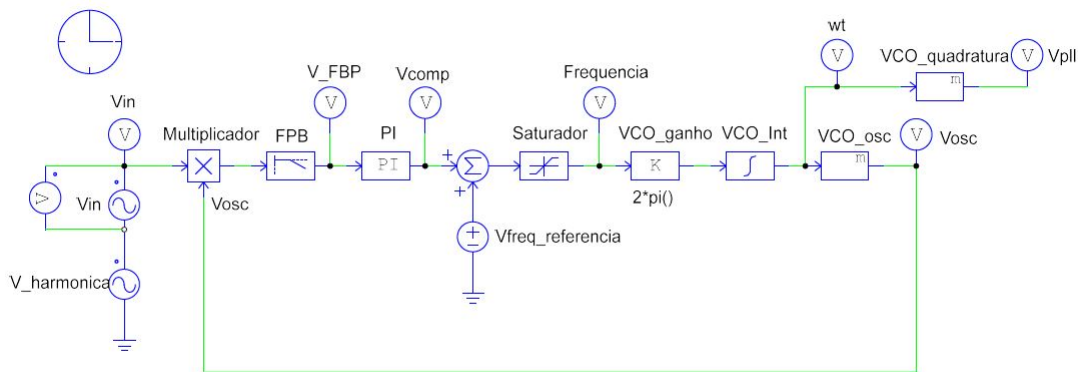 wt
V
VCO_quadratura
V
Vpll
m
V_FBP
V
Vcomp
V
Frequencia
V
Vin
V
Multiplicador
FPB
PI
PI
Σ
Saturador
VCO_ganho
K
2*pi()
VCO_Int
∫
VCO_osc
m
V
Vosc
V
Vin
Vosc
+
+
+
−
Vfreq_referencia
V_harmonica